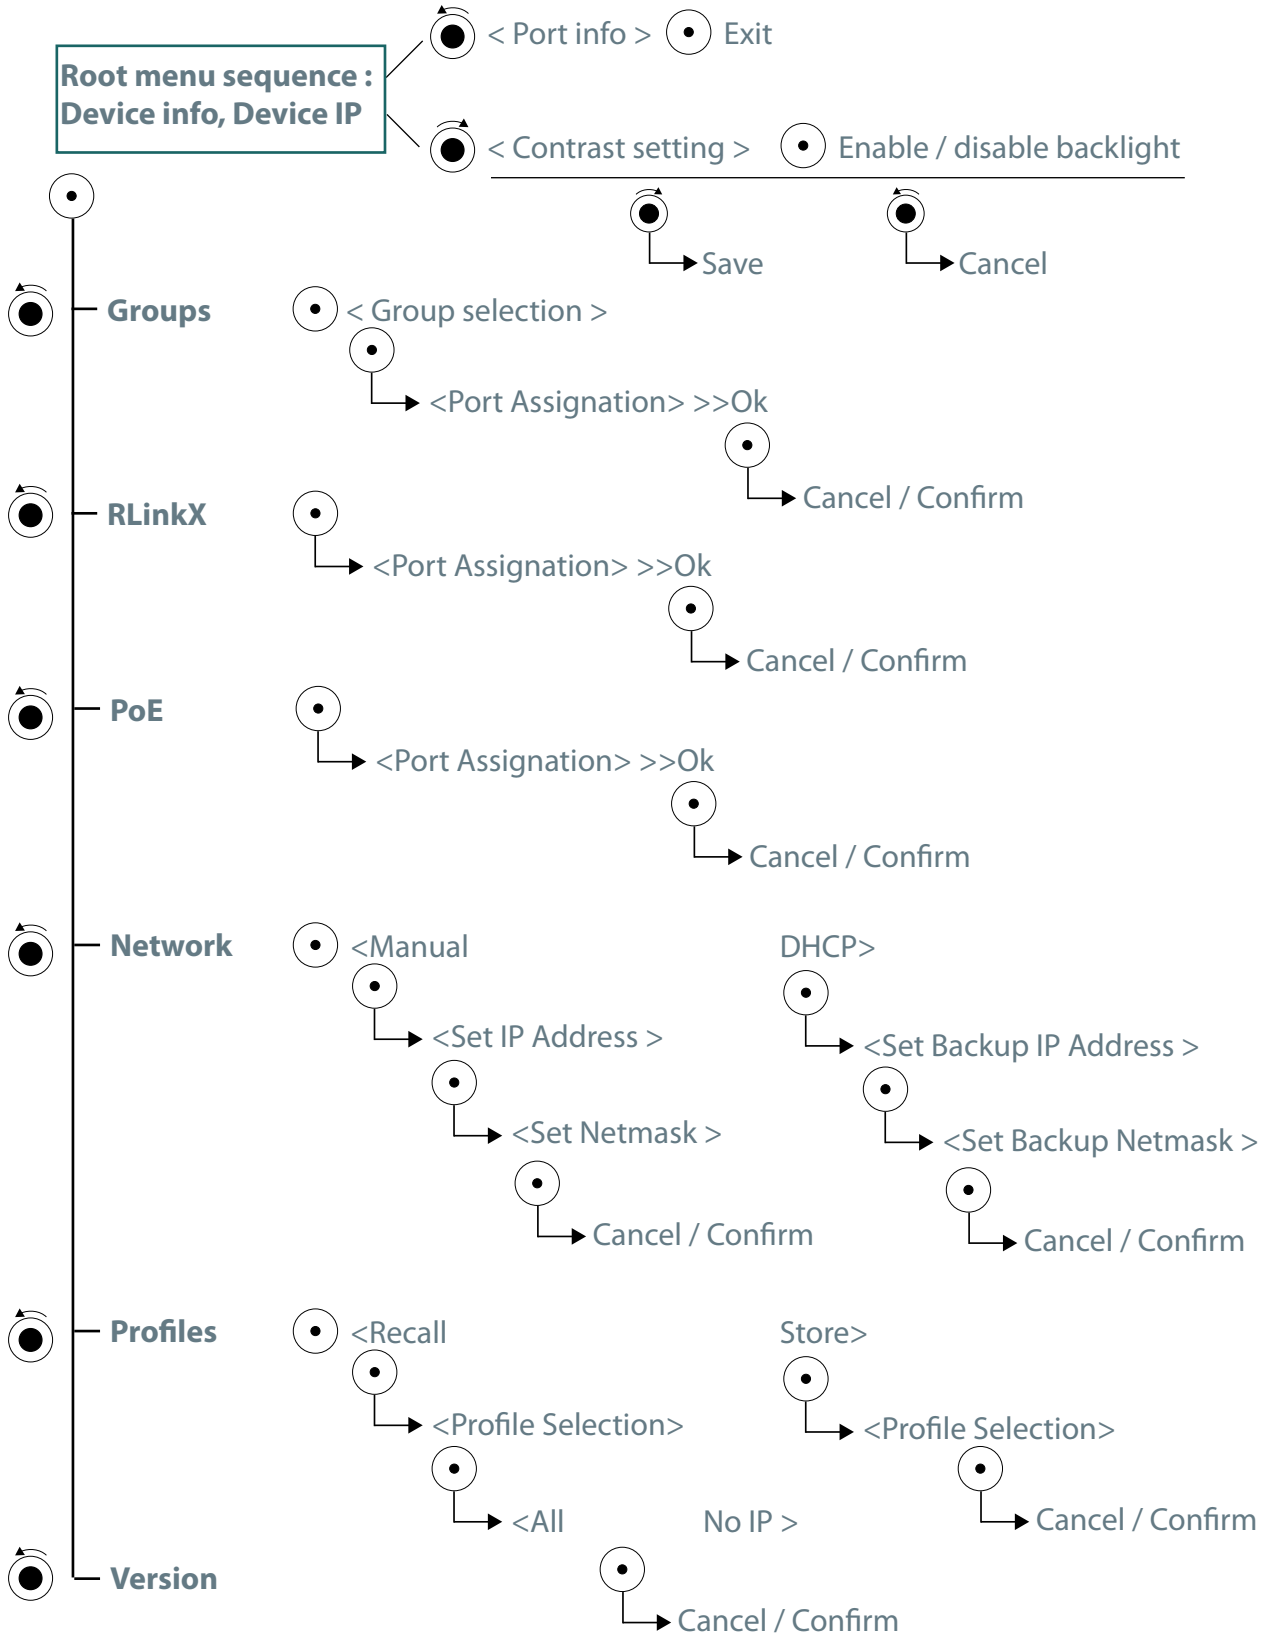 < Port info > Exit
Root menu sequence :
Device info, Device IP
< Contrast setting > Enable / disable backlight
Save Cancel
Groups < Group selection >
<Port Assignation> >>Ok
Cancel / Confirm
RLinkX
<Port Assignation> >>Ok
Cancel / Confirm
PoE
<Port Assignation> >>Ok
Cancel / Confirm
Network <Manual DHCP>
<Set IP Address > <Set Backup IP Address >
<Set Netmask > <Set Backup Netmask >
Cancel / Confirm Cancel / Confirm
Profiles <Recall Store>
<Profile Selection> <Profile Selection>
<All No IP > Cancel / Confirm
Version
Cancel / Confirm